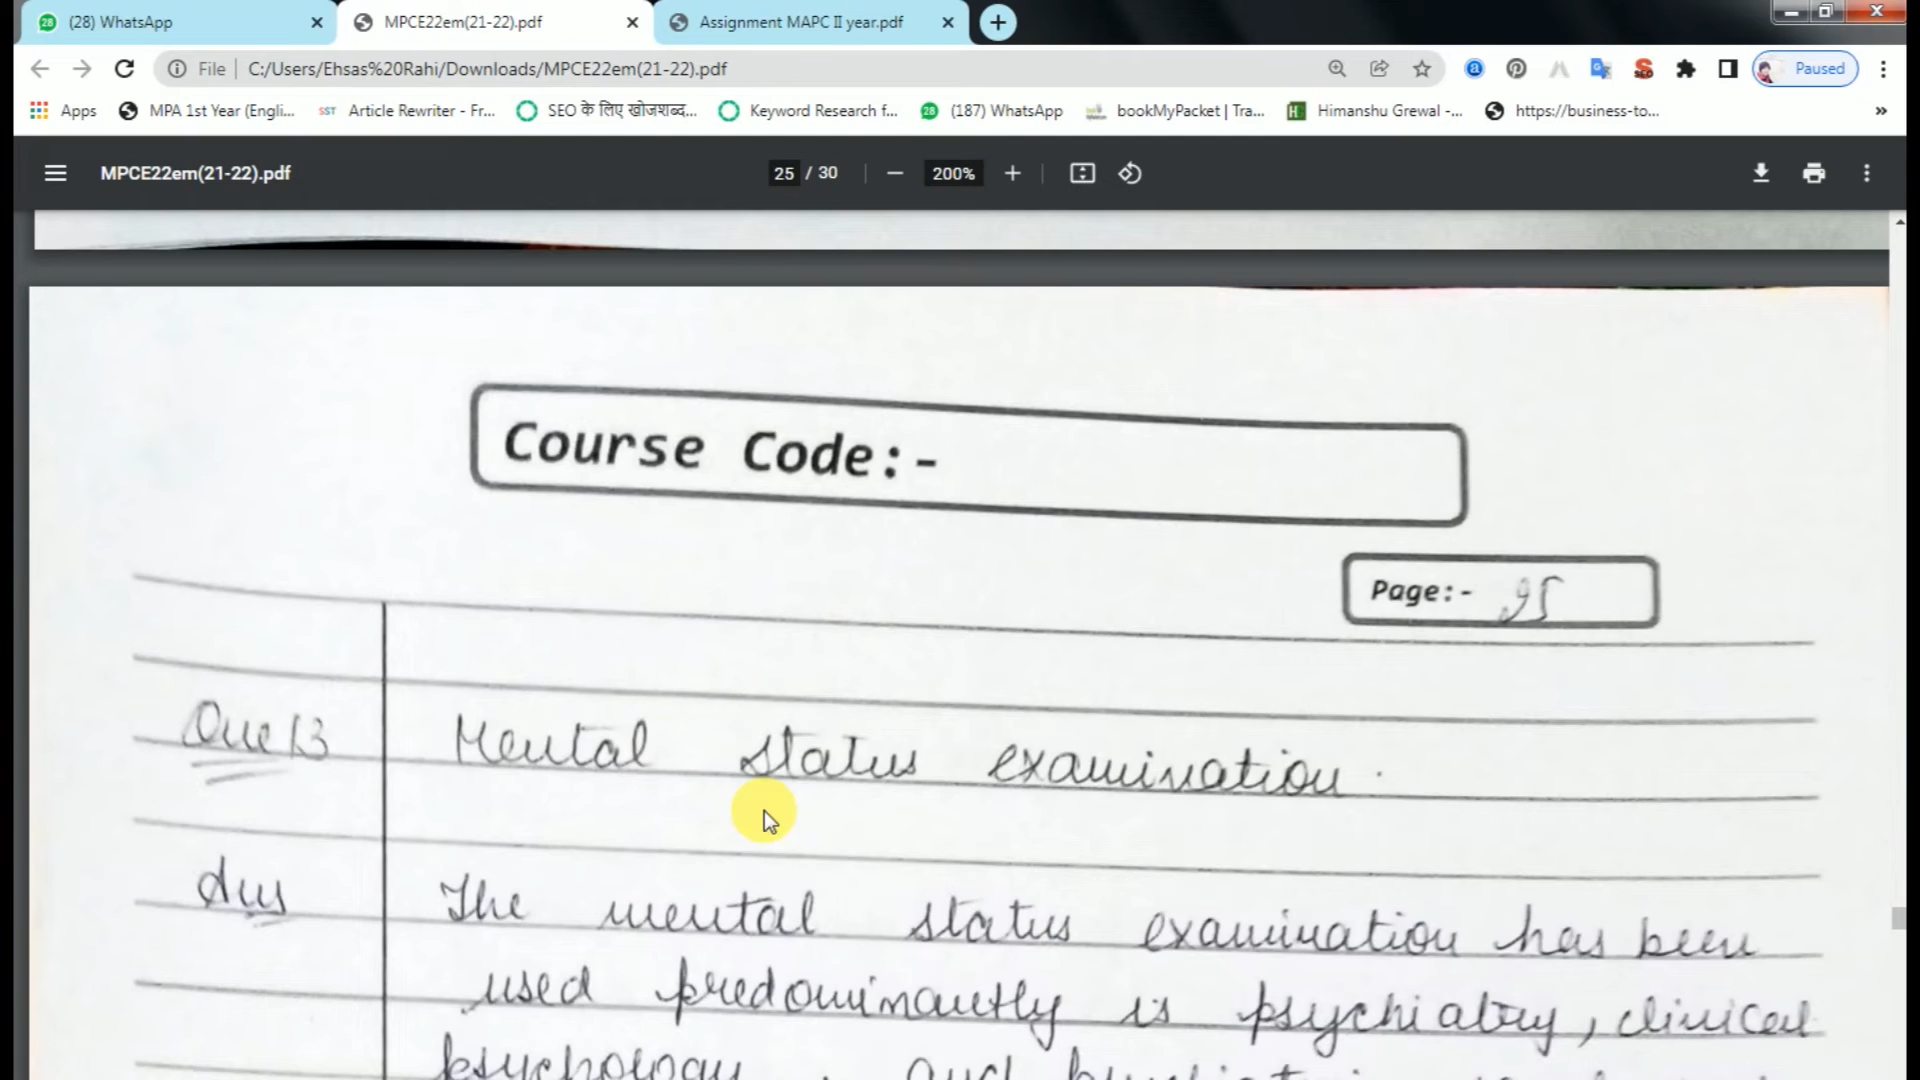 (28) WhatsApp
MPCE22em(21-22).pdf
Assignment MAPC II year.pdf
File
C:/Users/Ehsas%20Rahi/Downloads/MPCE22em(21-22).pdf
Paused
Apps
MPA 1st Year (Engli...
SST
Article Rewriter - Fr...
SEO के लिए खोजशब्द...
Keyword Research f...
(187) WhatsApp
bookMyPacket | Tra...
Himanshu Grewal -...
https://business-to...
MPCE22em(21-22).pdf
25 / 30
200%
Course Code:-
Page:- 25
Que 13 Mental status examination.
Ans The mental status examination has been
used predominantly is psychiatry, clinical
psychology, and